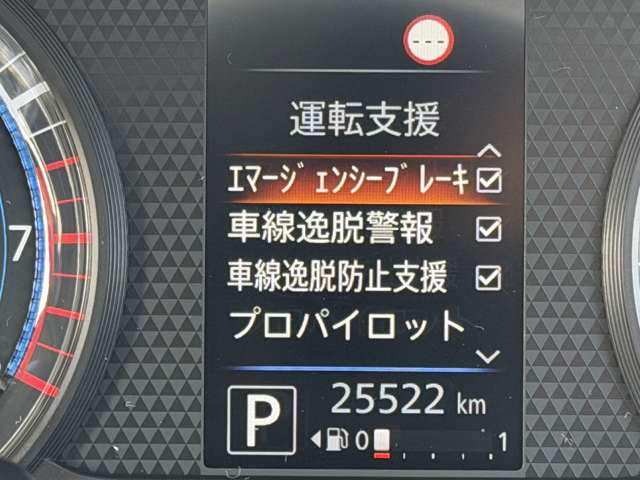 ---
運転支援
ｴﾏｰｼﾞｪﾝｼｰﾌﾞﾚｰｷ
車線逸脱警報
車線逸脱防止支援
プロパイロット
7
P
25522 km
0 1